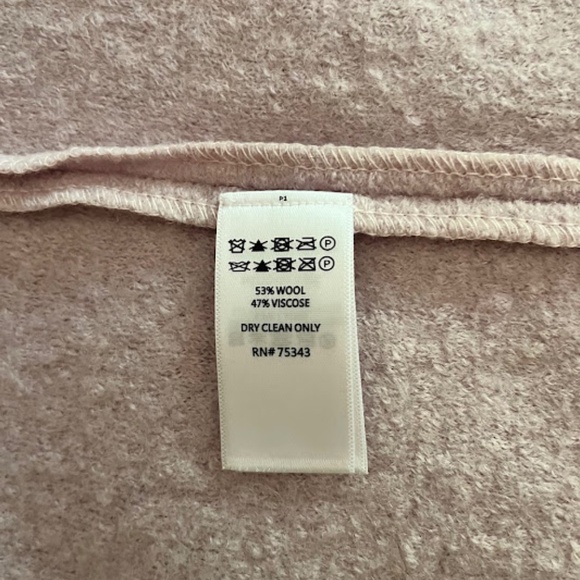 P1
P
P
53% WOOL
47% VISCOSE
DRY CLEAN ONLY
RN# 75343